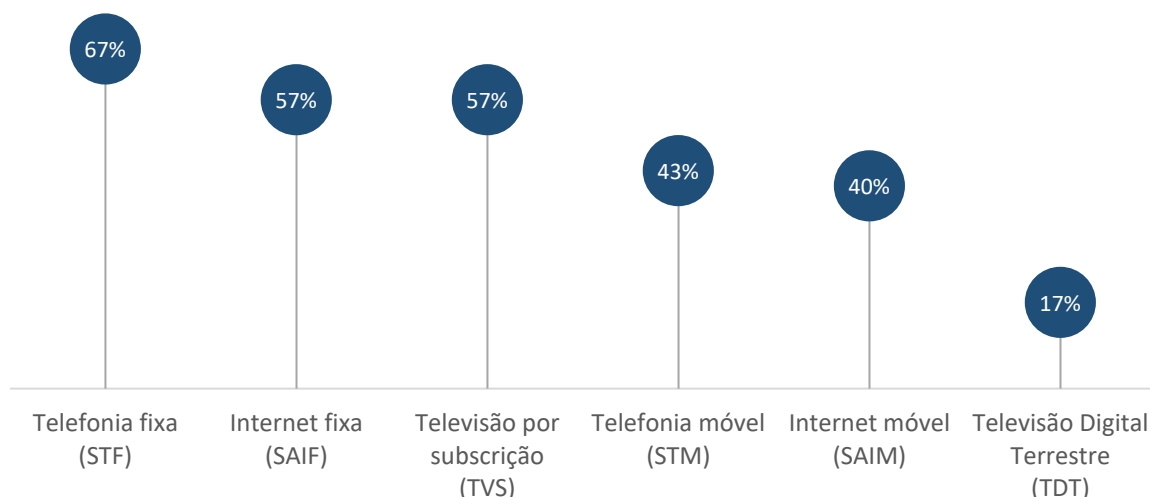 67%
57%
57%
43%
40%
17%
Telefonia fixa
(STF)
Internet fixa
(SAIF)
Televisão por
subscrição
(TVS)
Telefonia móvel
(STM)
Internet móvel
(SAIM)
Televisão Digital
Terrestre
(TDT)